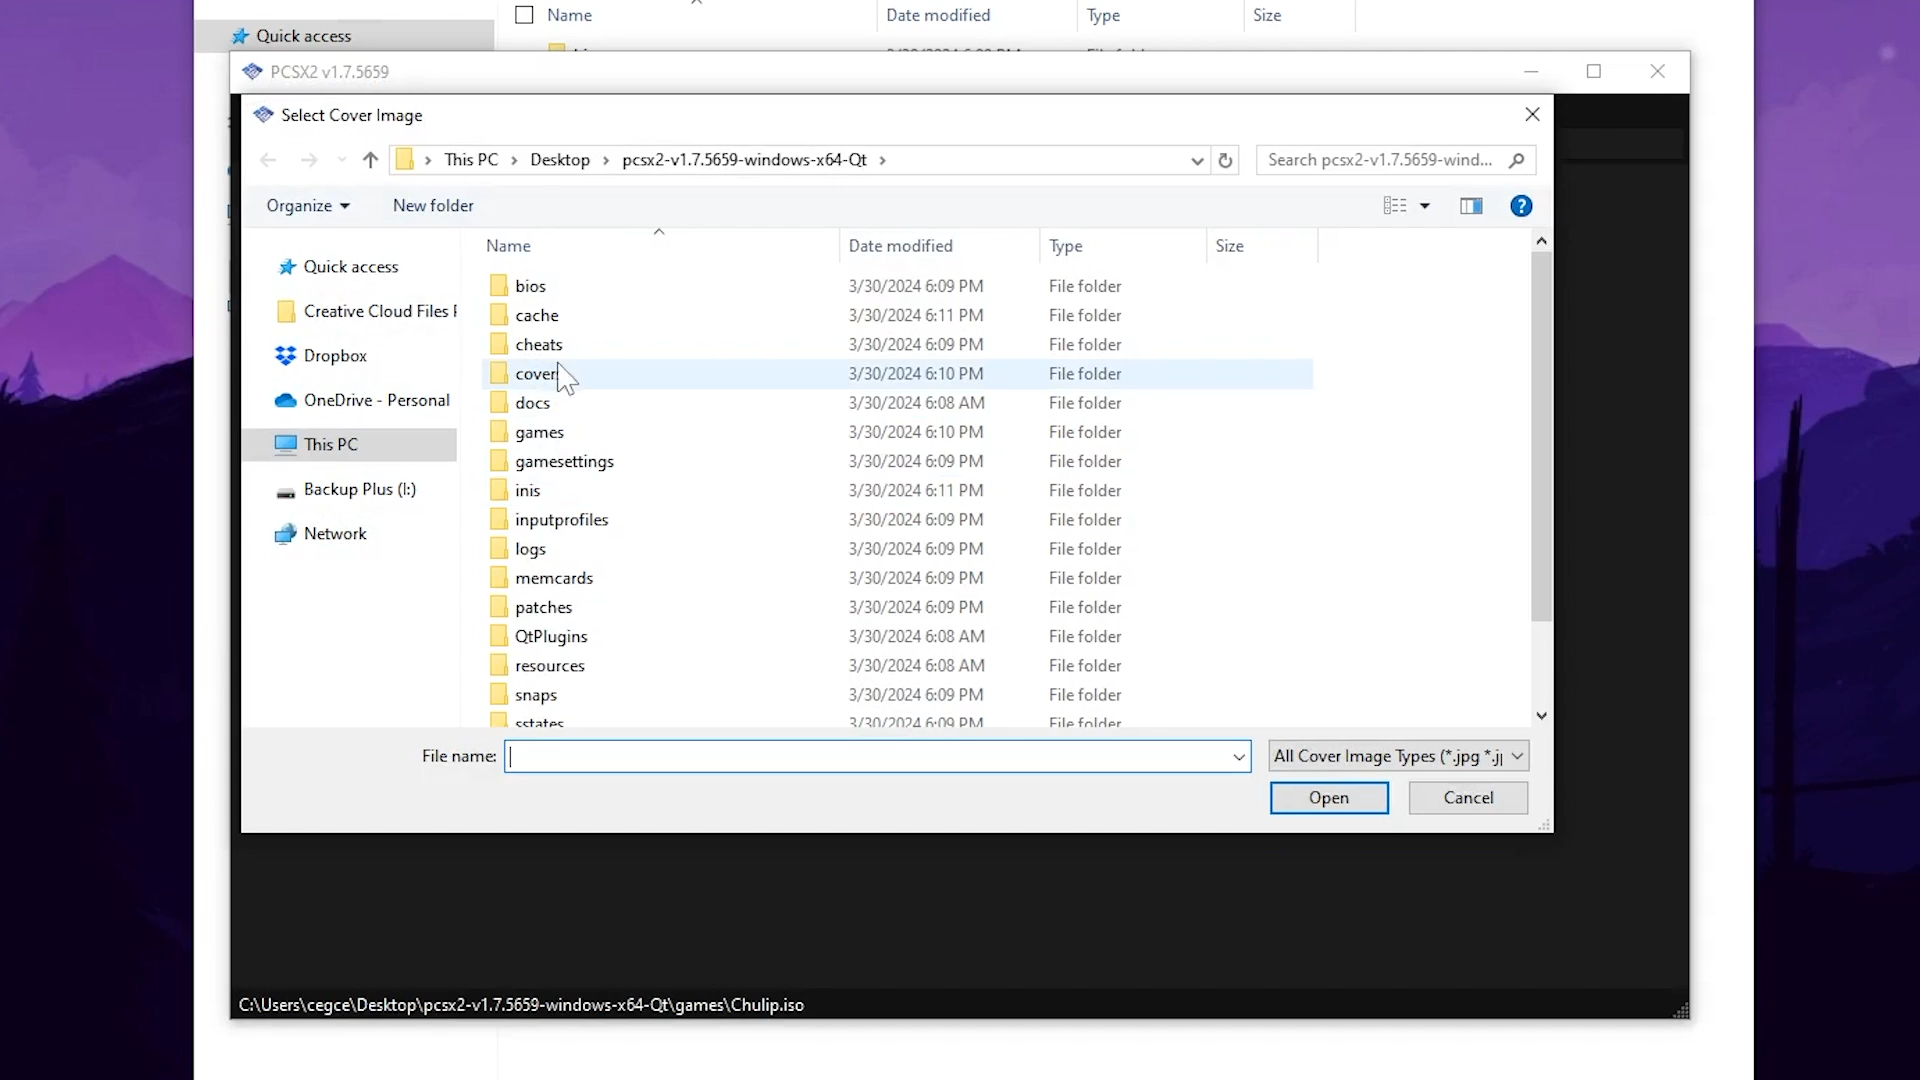 Name Date modified Type Size
Quick access
PCSX2 v1.7.5659
Select Cover Image
This PC > Desktop > pcsx2-v1.7.5659-windows-x64-Qt >
Search pcsx2-v1.7.5659-wind...
Organize New folder
Name Date modified Type Size
Quick access
Creative Cloud Files
Dropbox
OneDrive - Personal
This PC
Backup Plus (I:)
Network
bios 3/30/2024 6:09 PM File folder
cache 3/30/2024 6:11 PM File folder
cheats 3/30/2024 6:09 PM File folder
cover 3/30/2024 6:10 PM File folder
docs 3/30/2024 6:08 AM File folder
games 3/30/2024 6:10 PM File folder
gamesettings 3/30/2024 6:09 PM File folder
inis 3/30/2024 6:11 PM File folder
inputprofiles 3/30/2024 6:09 PM File folder
logs 3/30/2024 6:09 PM File folder
memcards 3/30/2024 6:09 PM File folder
patches 3/30/2024 6:09 PM File folder
QtPlugins 3/30/2024 6:08 AM File folder
resources 3/30/2024 6:08 AM File folder
snaps 3/30/2024 6:09 PM File folder
sstates 3/30/2024 6:09 PM File folder
File name:
All Cover Image Types (*.jpg *.j
Open Cancel
C:\Users\cegce\Desktop\pcsx2-v1.7.5659-windows-x64-Qt\games\Chulip.iso